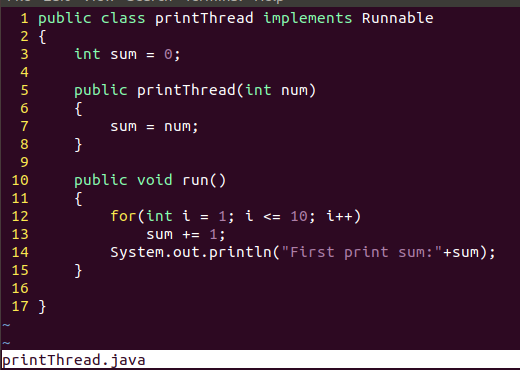 1 public class printThread implements Runnable
2 {
3     int sum = 0;
4
5     public printThread(int num)
6     {
7         sum = num;
8     }
9
10     public void run()
11     {
12         for(int i = 1; i <= 10; i++)
13             sum += 1;
14         System.out.println("First print sum:"+sum);
15     }
16
17 }
~
~
printThread.java